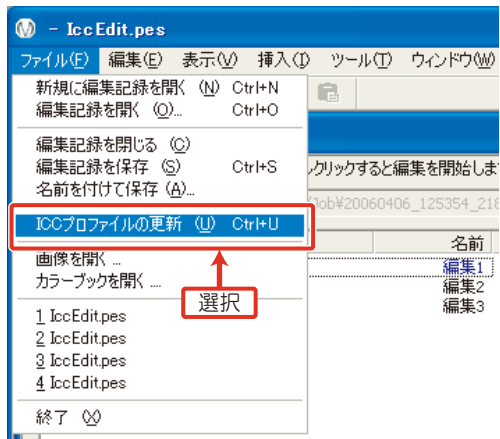 - IccEdit.pes
ファイル(F) 編集(E) 表示(V) 挿入(I) ツール(T) ウィンドウ(W)
新規に編集記録を開く (N) Ctrl+N
編集記録を開く (O)... Ctrl+O
編集記録を閉じる (C)
編集記録を保存 (S) Ctrl+S
クリックすると編集を開始しま
名前を付けて保存 (A)...
Job¥20060406_125354_218
ICCプロファイルの更新 (U) Ctrl+U
名前
画像を開く ...
編集1
カラーブックを開く ....
編集2
選択
編集3
1 IccEdit.pes
2 IccEdit.pes
3 IccEdit.pes
4 IccEdit.pes
終了 (X)